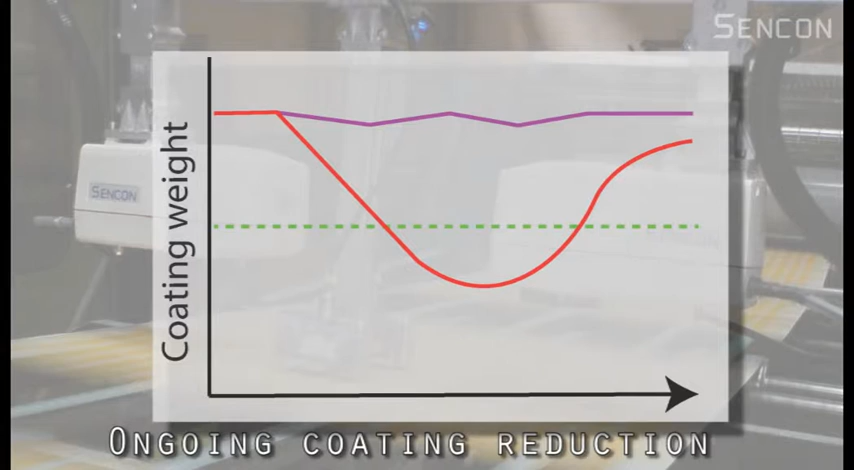 SENCON
Coating weight
SENCON
ONGOING COATING REDUCTION